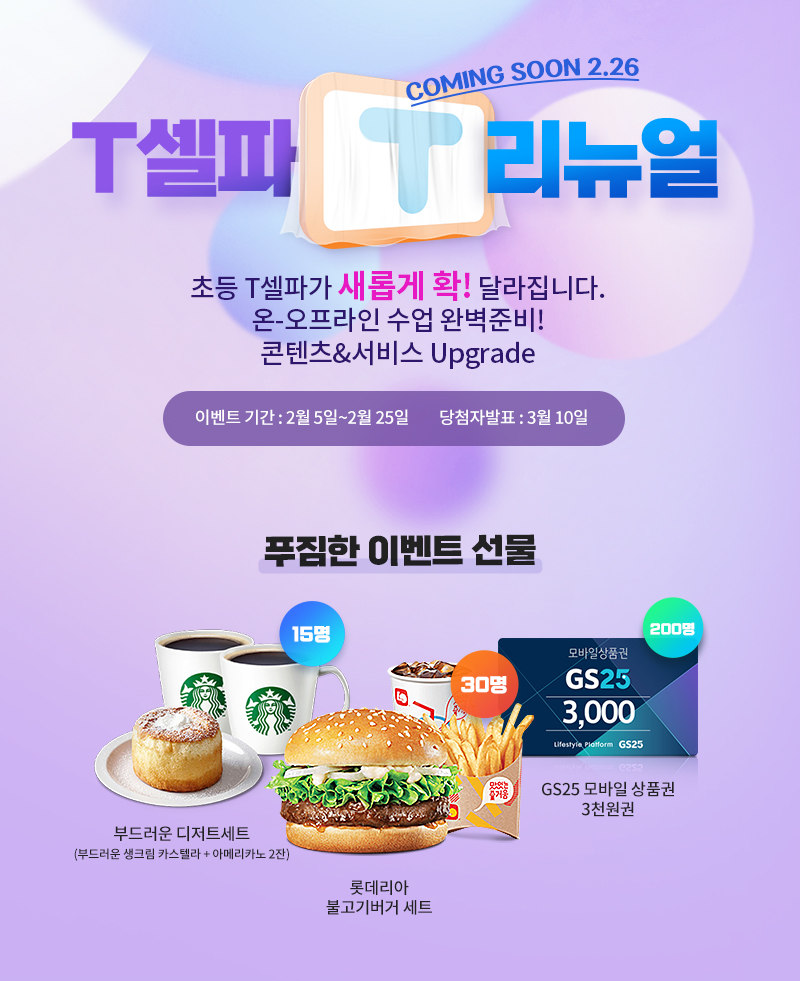 COMING SOON 2.26
T셀파 T 리뉴얼
초등 T셀파가 새롭게 확! 달라집니다.
온-오프라인 수업 완벽준비!
콘텐츠&서비스 Upgrade
이벤트 기간 : 2월 5일~2월 25일 당첨자발표 : 3월 10일
푸짐한 이벤트 선물
15명
30명
200명
모바일상품권
GS25
3,000
Lifestyle Platform GS25
맛있는
즐거움
부드러운 디저트세트
(부드러운 생크림 카스텔라 + 아메리카노 2잔)
롯데리아
불고기버거 세트
GS25 모바일 상품권
3천원권